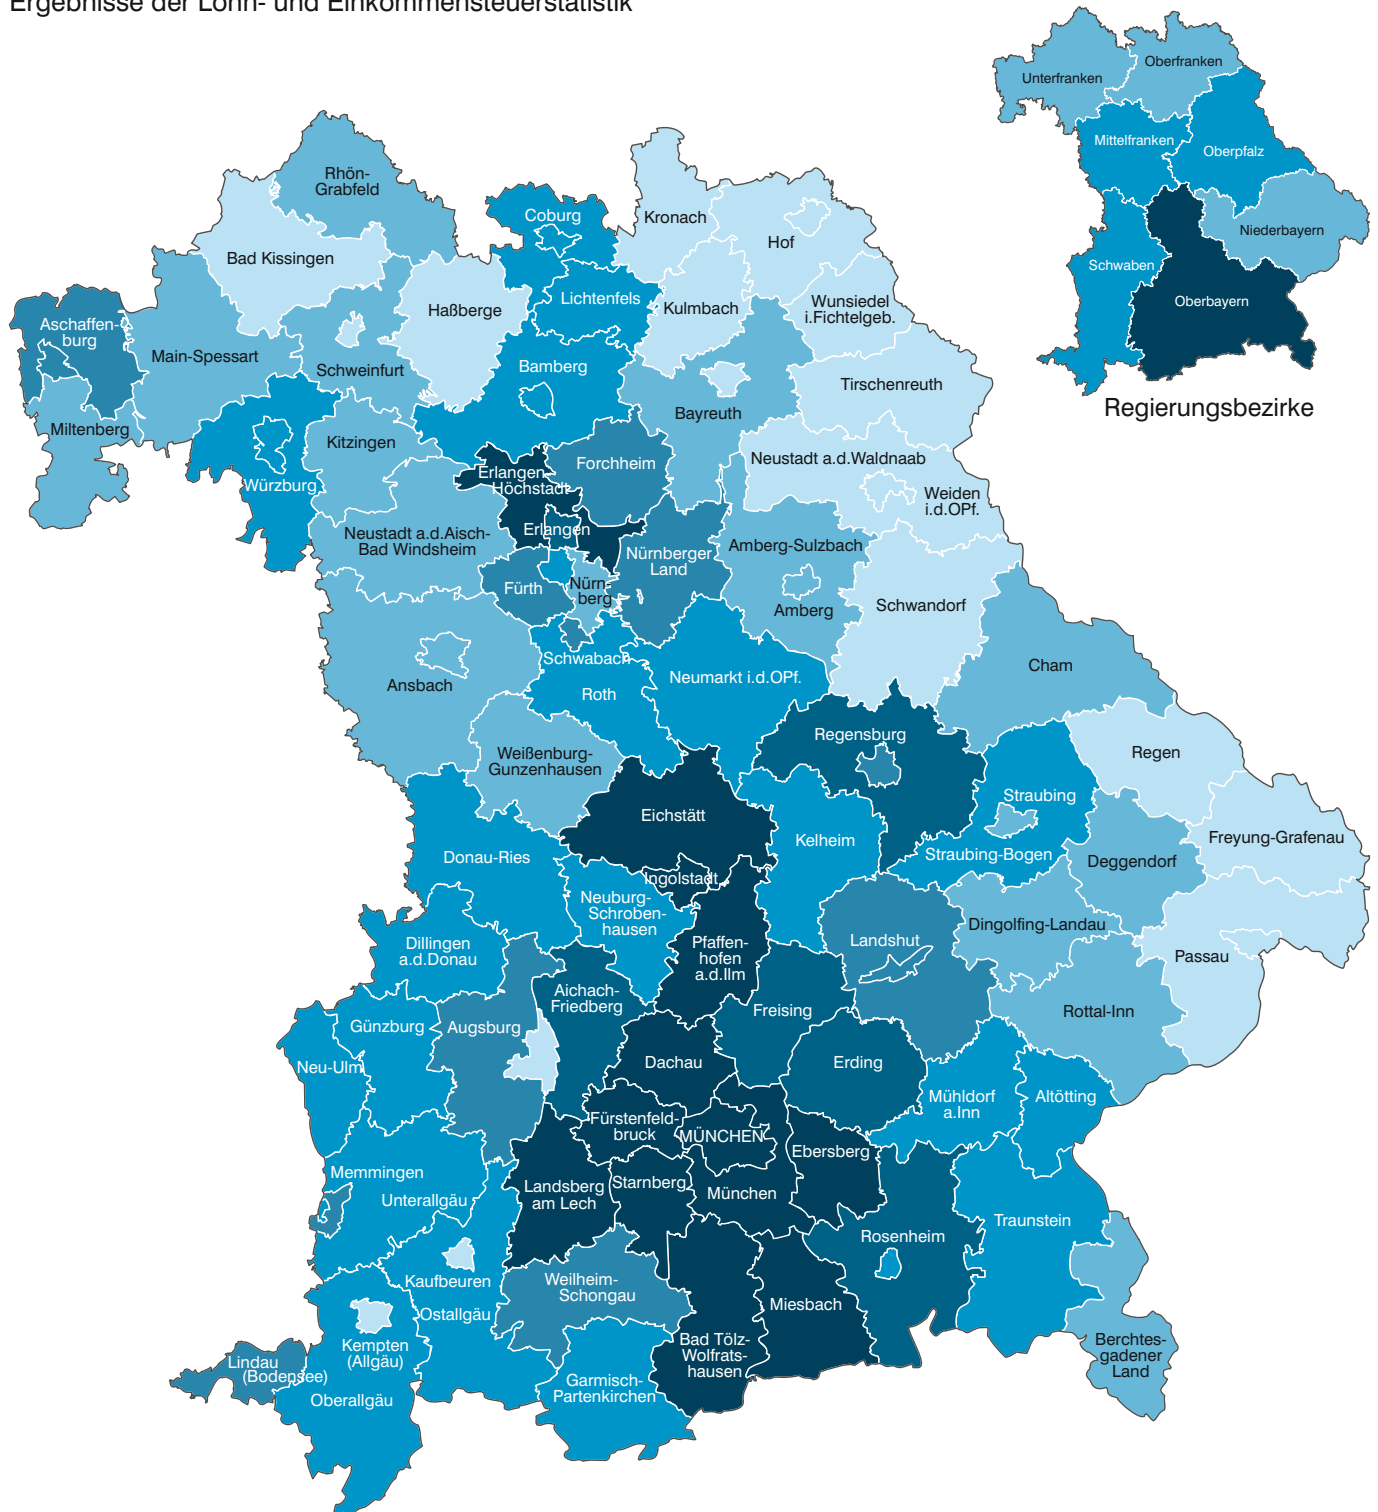 Ergebnisse der Lohn- und Einkommensteuerstatistik
Unterfranken
Oberfranken
Mittelfranken
Oberpfalz
Schwaben
Niederbayern
Oberbayern
Regierungsbezirke
Rhön-
Grabfeld
Bad Kissingen
Coburg
Kronach
Hof
Aschaffen-
burg
Main-Spessart
Schweinfurt
Haßberge
Lichtenfels
Kulmbach
Wunsiedel
i.Fichtelgeb.
Miltenberg
Bamberg
Bayreuth
Tirschenreuth
Kitzingen
Würzburg
Erlangen-
Höchstadt
Forchheim
Neustadt a.d.Waldnaab
Weiden
i.d.OPf.
Neustadt a.d.Aisch-
Bad Windsheim
Erlangen
Nürnberger
Land
Amberg-Sulzbach
Fürth
Nürn-
berg
Amberg
Schwandorf
Ansbach
Schwabach
Roth
Neumarkt i.d.OPf.
Cham
Weißenburg-
Gunzenhausen
Regensburg
Regen
Eichstätt
Straubing
Donau-Ries
Kelheim
Straubing-Bogen
Deggendorf
Freyung-Grafenau
Ingolstadt
Neuburg-
Schroben-
hausen
Dillingen
a.d.Donau
Pfaffen-
hofen
a.d.Ilm
Landshut
Dingolfing-Landau
Passau
Aichach-
Friedberg
Freising
Rottal-Inn
Günzburg
Augsburg
Neu-Ulm
Dachau
Erding
Mühldorf
a.Inn
Altötting
Fürstenfeld-
bruck
MÜNCHEN
Ebersberg
Memmingen
Unterallgäu
Landsberg
am Lech
Starnberg
München
Traunstein
Rosenheim
Kaufbeuren
Weilheim-
Schongau
Ostallgäu
Miesbach
Kempten
(Allgäu)
Bad Tölz-
Wolfrats-
hausen
Berchtes-
gadener
Land
Lindau
(Bodensee)
Oberallgäu
Garmisch-
Partenkirchen